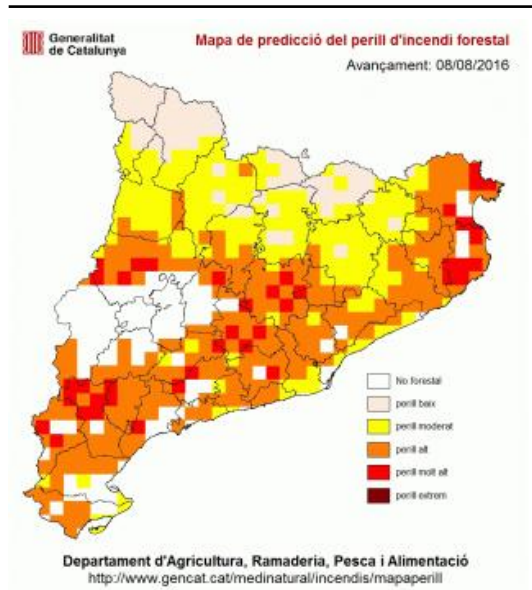 Generalitat
de Catalunya
Mapa de predicció del perill d'incendi forestal
Avançament: 08/08/2016
No forestal
perill baix
perill moderat
perill alt
perill molt alt
perill extrem
Departament d'Agricultura, Ramaderia, Pesca i Alimentació
http://www.gencat.cat/medinatural/incendis/mapaperill